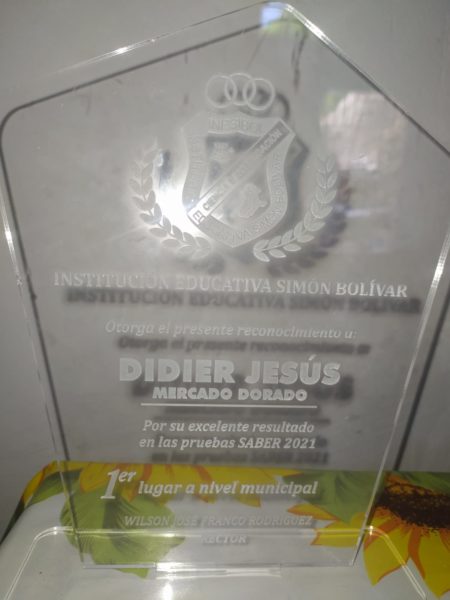 INSTITUCIÓN EDUCATIVA SIMÓN BOLÍVAR
Otorga el presente reconocimiento a:
DIDIER JESÚS
MERCADO DORADO
Por su excelente resultado
en las pruebas SABER 2021
1er lugar a nivel municipal
WILSON JOSÉ FRANCO RODRÍGUEZ
RECTOR